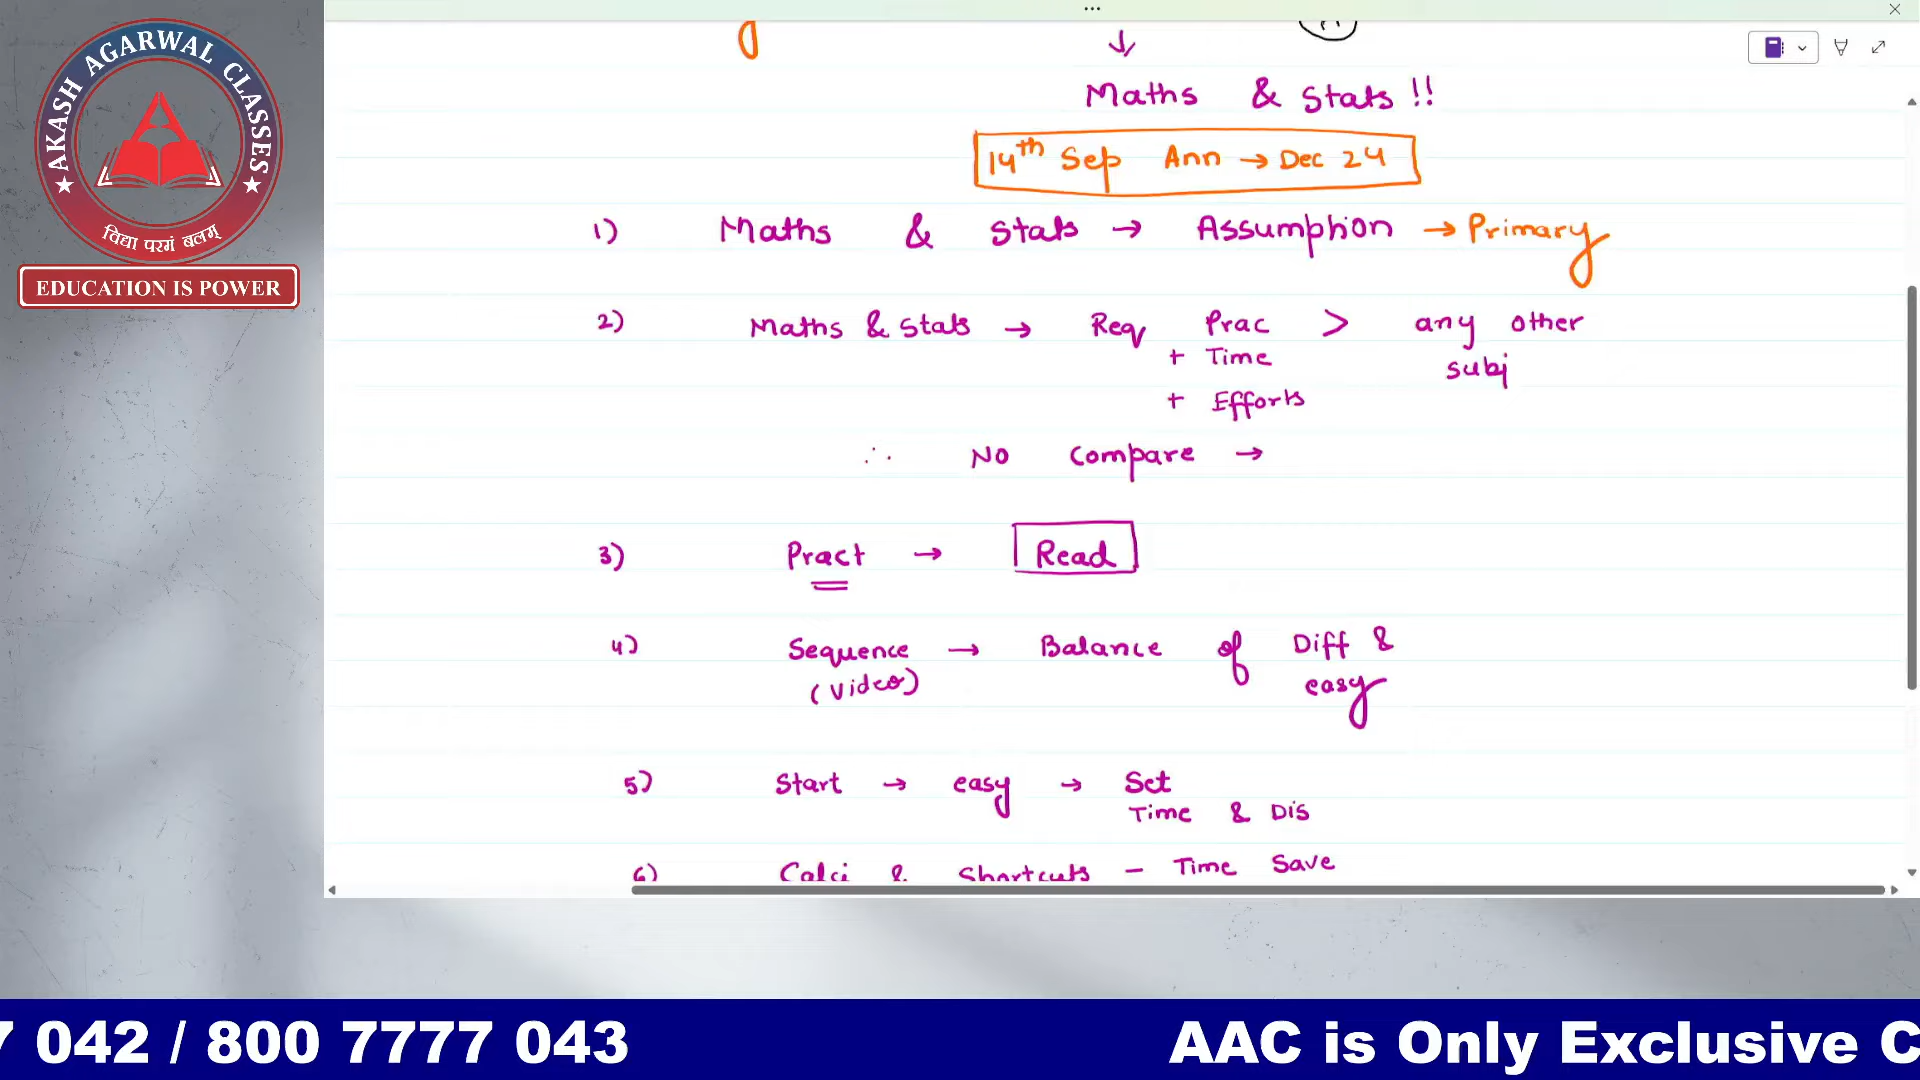 AKASH AGARWAL CLASSES
विद्या परमं बलम्
EDUCATION IS POWER
Maths & Stats !!
14th Sep Ann → Dec 24
1) Maths & Stats → Assumption → Primary
2) Maths & Stats → Req Prac > any other
+ Time subj
+ Efforts
∴ No Compare →
3) Pract → Read
4) Sequence → Balance of Diff &
(Video) easy
5) Start → easy → Set
Time & Dis
6) Calci & Shortcuts - Time Save
7 042 / 800 7777 043 AAC is Only Exclusive C